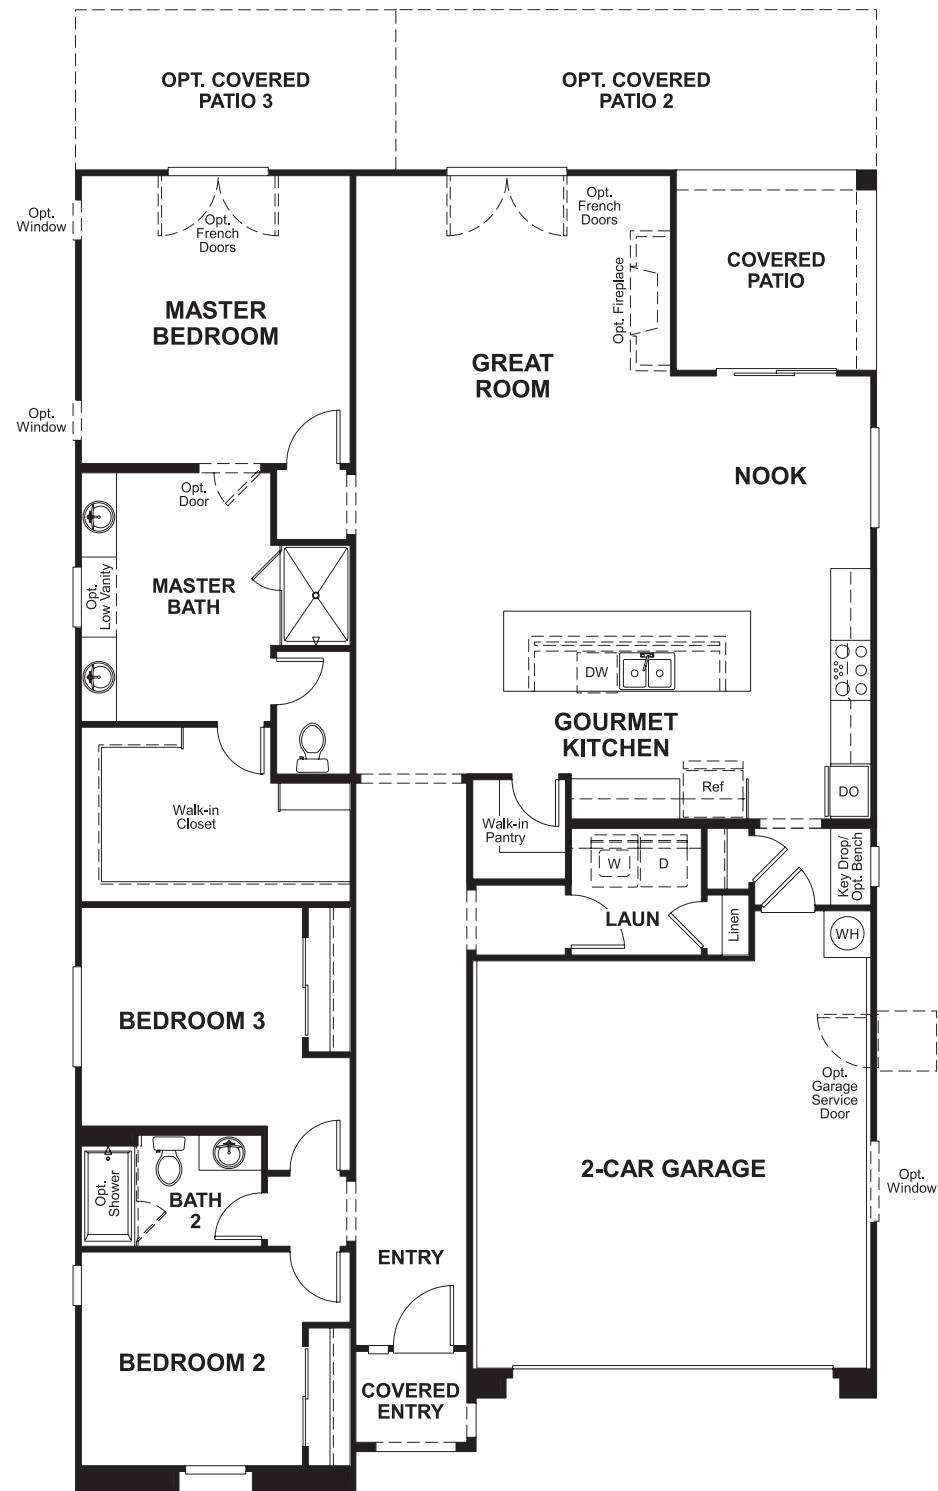 OPT. COVERED
PATIO 3
OPT. COVERED
PATIO 2
Opt.
Window
Opt.
French
Doors
Opt.
French
Doors
COVERED
PATIO
Opt. Fireplace
MASTER
BEDROOM
GREAT
ROOM
Opt.
Window
Opt.
Door
NOOK
MASTER
BATH
Opt.
Low Vanity
DW
GOURMET
KITCHEN
Ref
DO
Walk-in
Closet
Walk-in
Pantry
W
D
Key Drop/
Opt. Bench
LAUN
Linen
WH
BEDROOM 3
Opt.
Garage
Service
Door
2-CAR GARAGE
Opt.
Window
Opt.
Shower
BATH
2
ENTRY
BEDROOM 2
COVERED
ENTRY